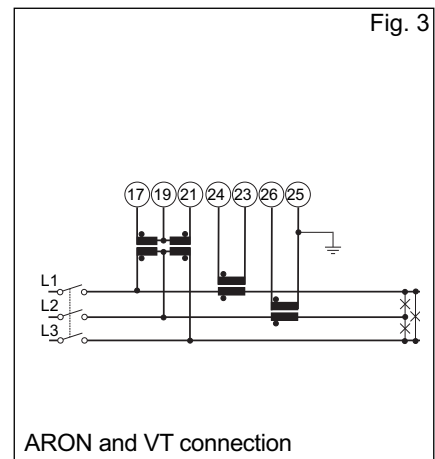 Fig. 3
17 19 21 24 23 26 25
L1
L2
L3
ARON and VT connection